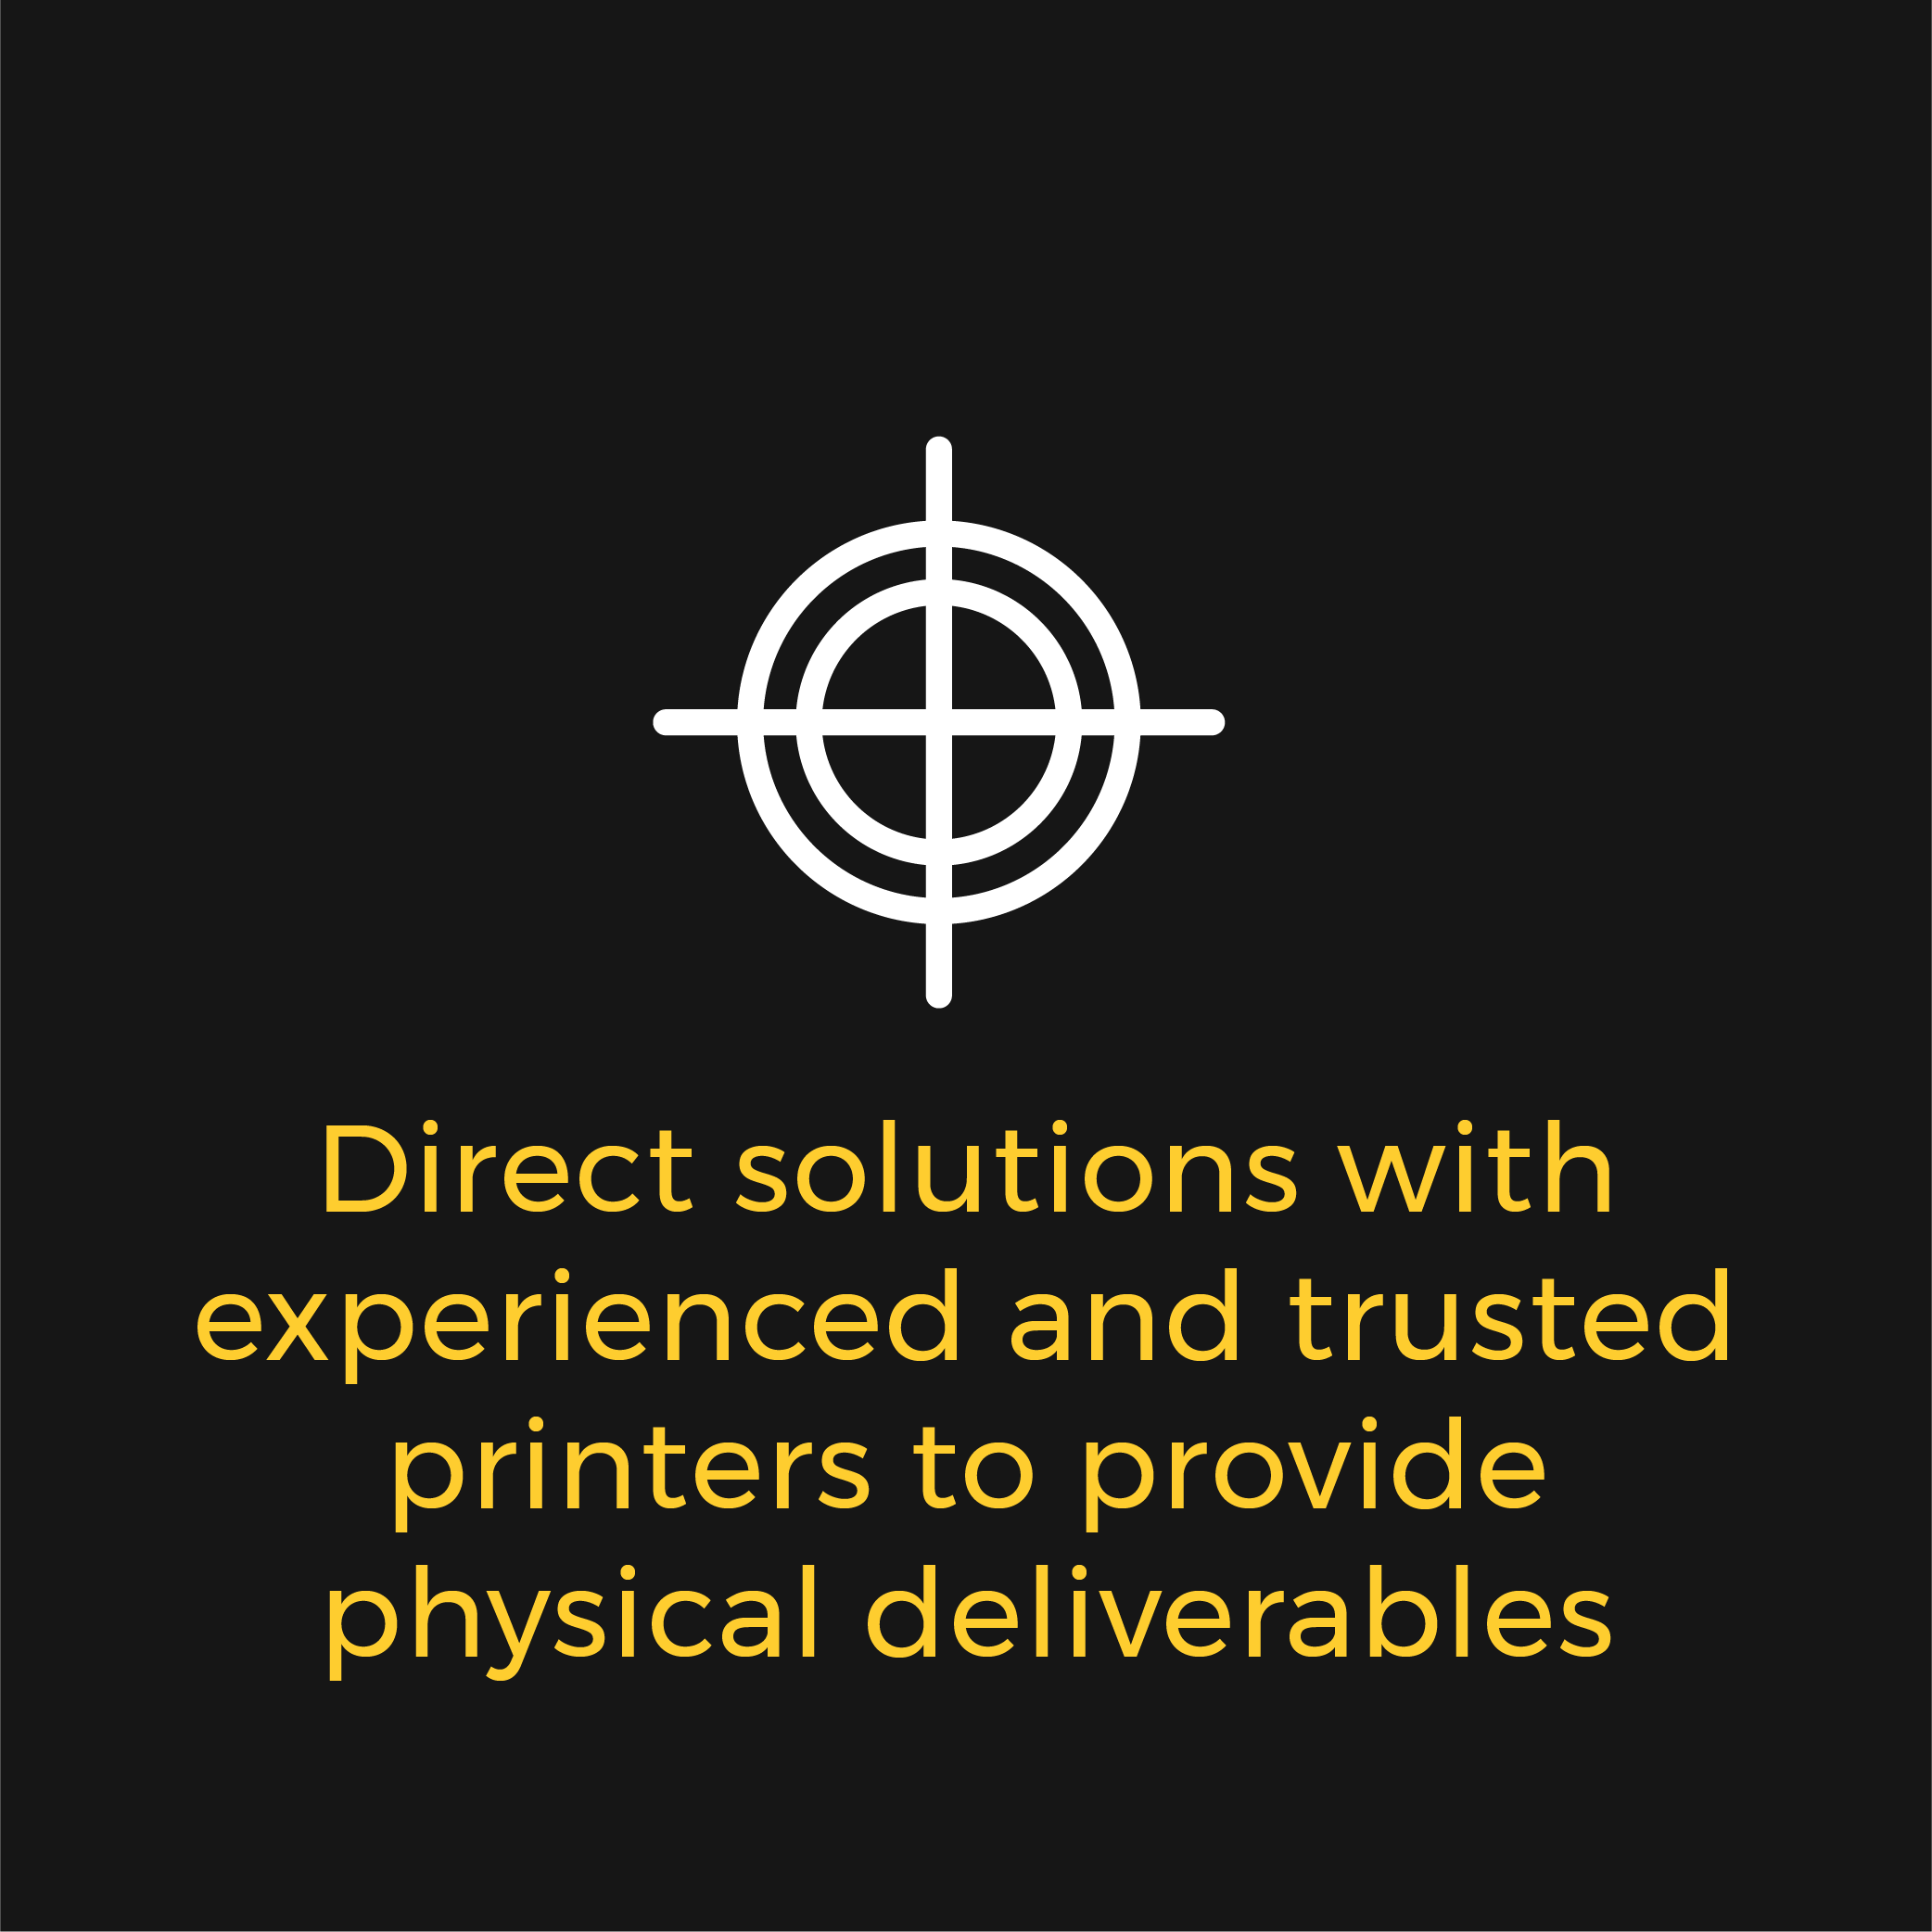 Direct solutions with
experienced and trusted
printers to provide
physical deliverables